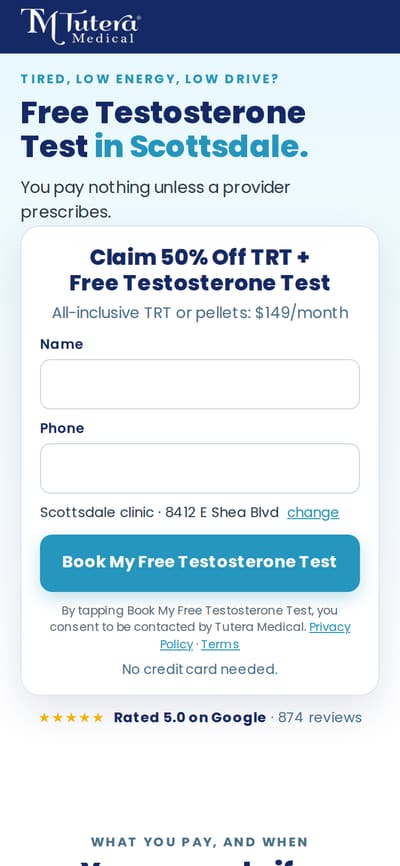 Tutera
Medical
TIRED, LOW ENERGY, LOW DRIVE?
Free Testosterone
Test in Scottsdale.
You pay nothing unless a provider
prescribes.
Claim 50% Off TRT +
Free Testosterone Test
All-inclusive TRT or pellets: $149/month
Name
Phone
Scottsdale clinic · 8412 E Shea Blvd change
Book My Free Testosterone Test
By tapping Book My Free Testosterone Test, you
consent to be contacted by Tutera Medical. Privacy
Policy · Terms
No credit card needed.
★★★★★ Rated 5.0 on Google · 874 reviews
WHAT YOU PAY, AND WHEN